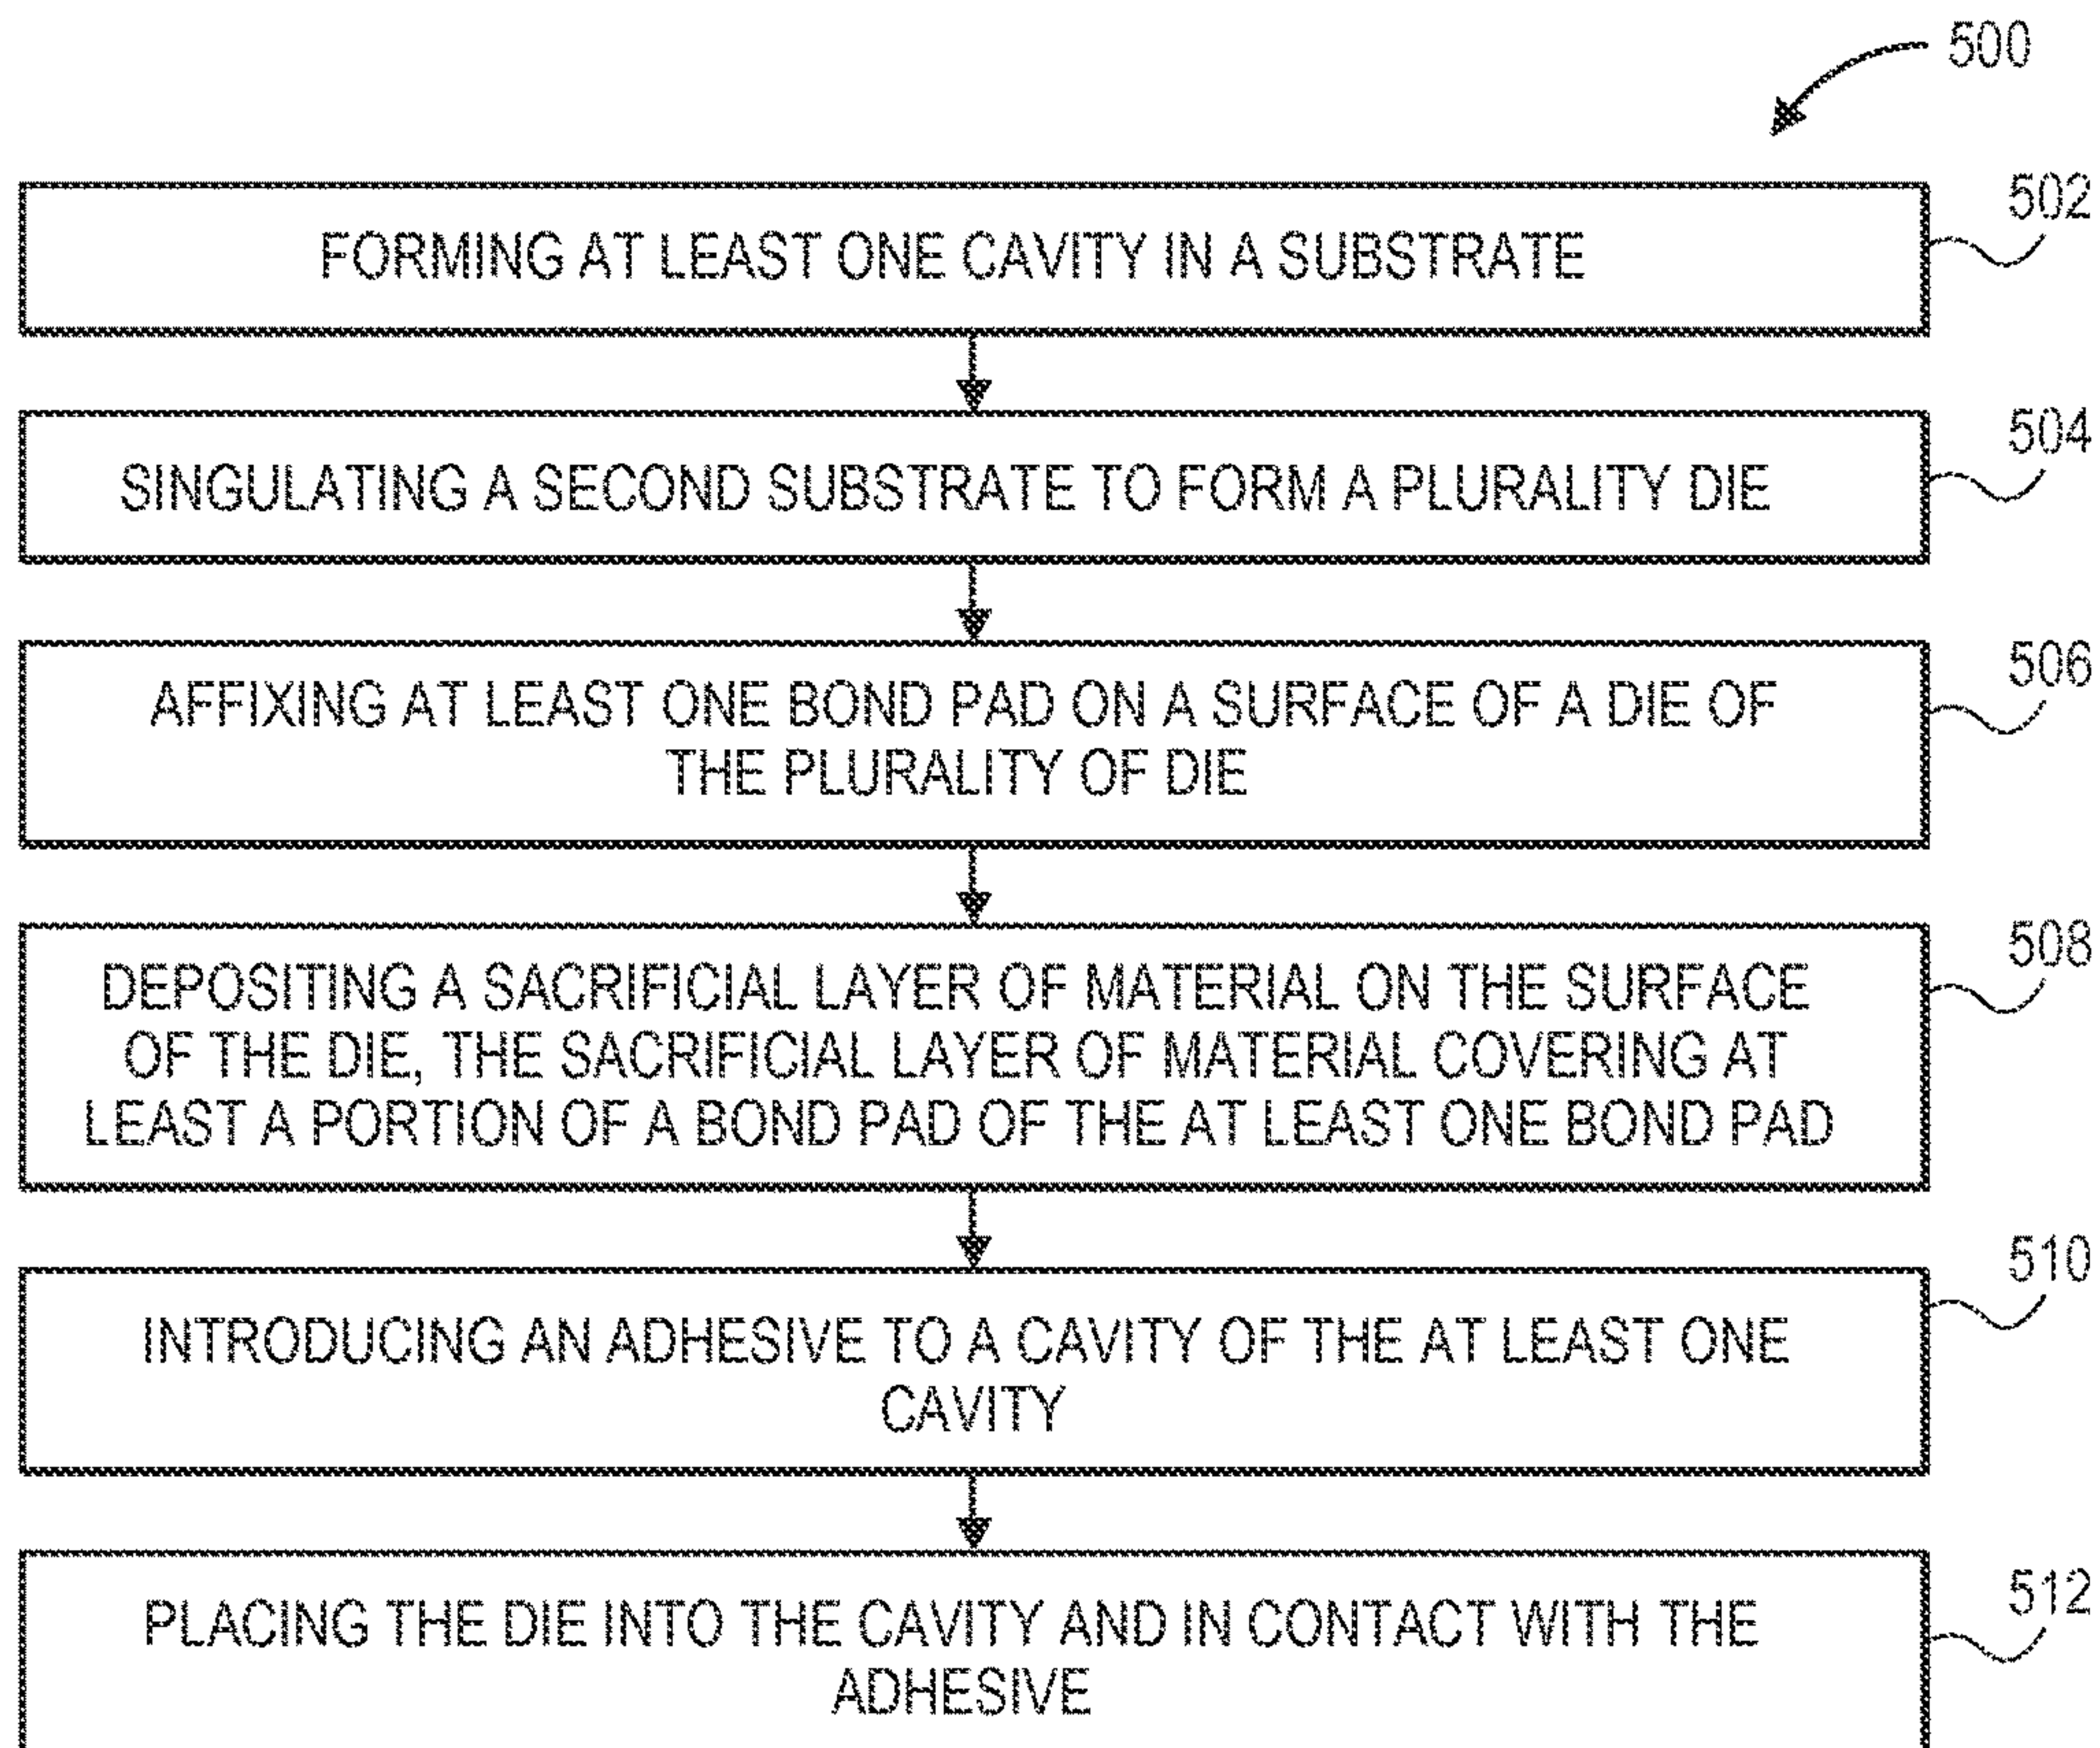 500
502
FORMING AT LEAST ONE CAVITY IN A SUBSTRATE
504
SINGULATING A SECOND SUBSTRATE TO FORM A PLURALITY DIE
506
AFFIXING AT LEAST ONE BOND PAD ON A SURFACE OF A DIE OF
THE PLURALITY OF DIE
508
DEPOSITING A SACRIFICIAL LAYER OF MATERIAL ON THE SURFACE
OF THE DIE, THE SACRIFICIAL LAYER OF MATERIAL COVERING AT
LEAST A PORTION OF A BOND PAD OF THE AT LEAST ONE BOND PAD
510
INTRODUCING AN ADHESIVE TO A CAVITY OF THE AT LEAST ONE
CAVITY
512
PLACING THE DIE INTO THE CAVITY AND IN CONTACT WITH THE
ADHESIVE